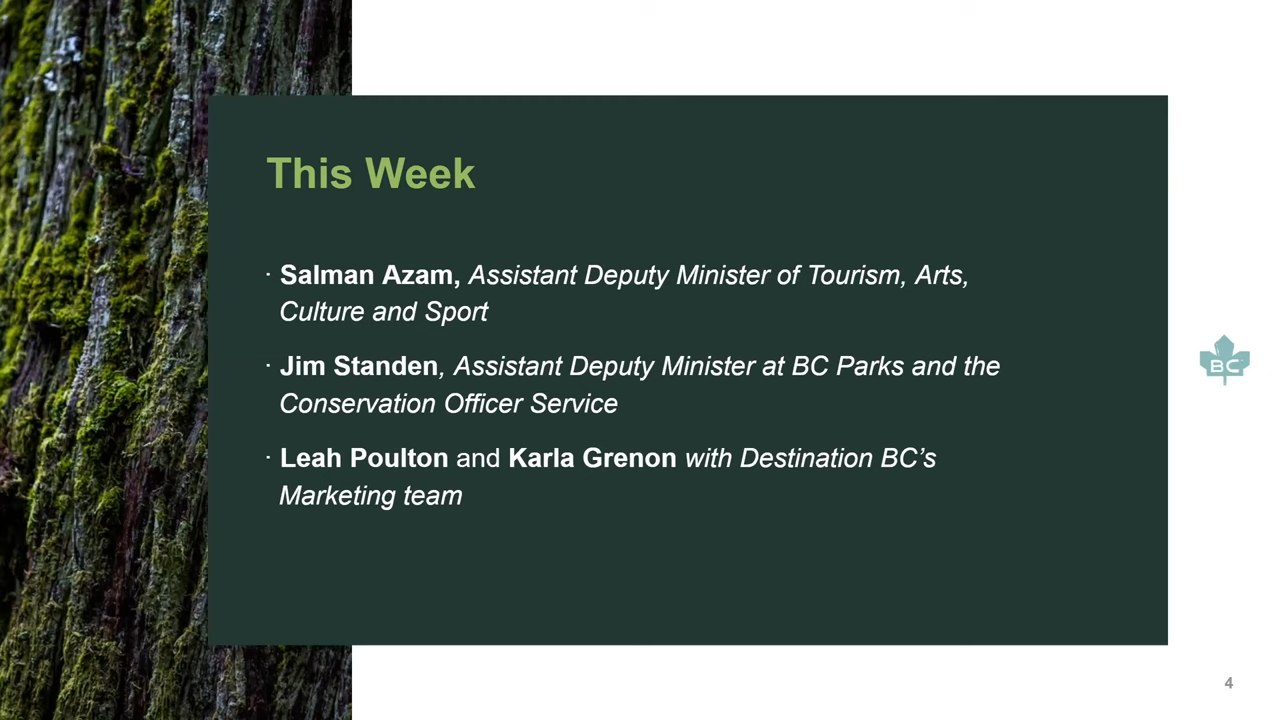 This Week
· Salman Azam, Assistant Deputy Minister of Tourism, Arts,
Culture and Sport
· Jim Standen, Assistant Deputy Minister at BC Parks and the
Conservation Officer Service
· Leah Poulton and Karla Grenon with Destination BC’s
Marketing team
BC
4